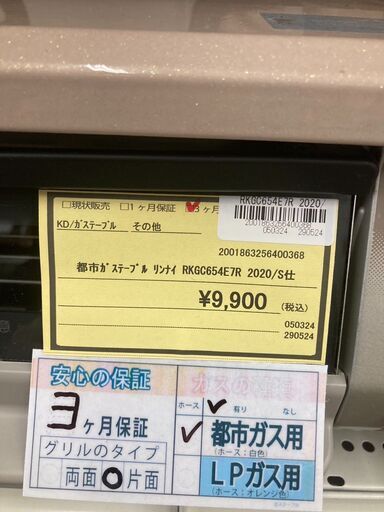 □現状販売 □1ヶ月保証 ☑3ヶ月
RKGC654E7R 2020/
2001863256400368
050324 290524
KD/ｶﾞｽﾃｰﾌﾞﾙ その他
2001863256400368
都市ｶﾞｽﾃｰﾌﾞﾙ ﾘﾝﾅｲ RKGC654E7R 2020/S仕
¥9,900 (税込)
050324
290524
安心の保証
3ヶ月保証
グリルのタイプ
両面 〇片面
ガスの
ホース: ✓有り なし
✓ 都市ガス用
(ホース:白色)
LPガス用
(ホース:オレンジ色)